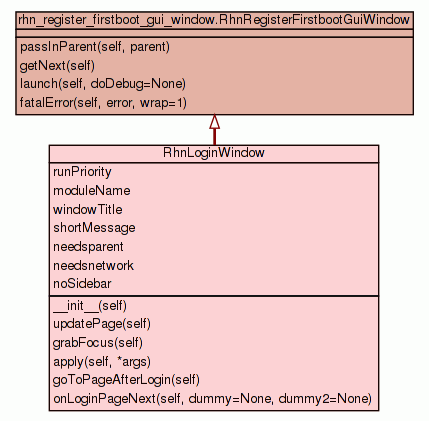 rhn_register_firstboot_gui_window.RhnRegisterFirstbootGuiWindow
passInParent(self, parent)
getNext(self)
launch(self, doDebug=None)
fatalError(self, error, wrap=1)
RhnLoginWindow
runPriority
moduleName
windowTitle
shortMessage
needsparent
needsnetwork
noSidebar
__init__(self)
updatePage(self)
grabFocus(self)
apply(self, *args)
goToPageAfterLogin(self)
onLoginPageNext(self, dummy=None, dummy2=None)